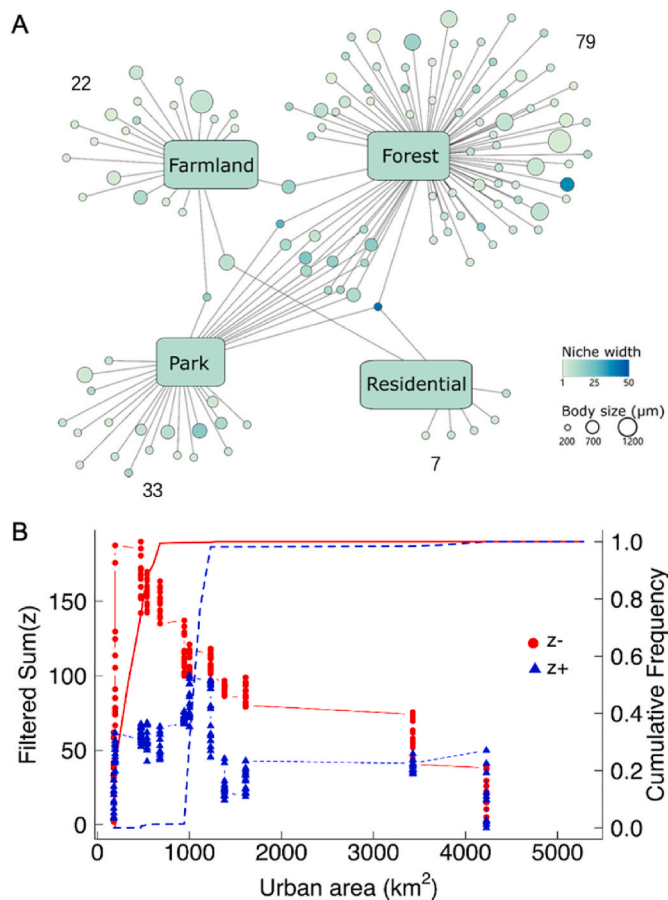 A
22
79
Farmland
Forest
Park
Residential
33
7
Niche width
1 25 50
Body size (µm)
200 700 1200
B
Filtered Sum(z)
150
100
50
0
0 1000 2000 3000 4000 5000
Urban area (km²)
z-
z+
1.0
0.8
0.6
0.4
0.2
0.0
Cumulative Frequency